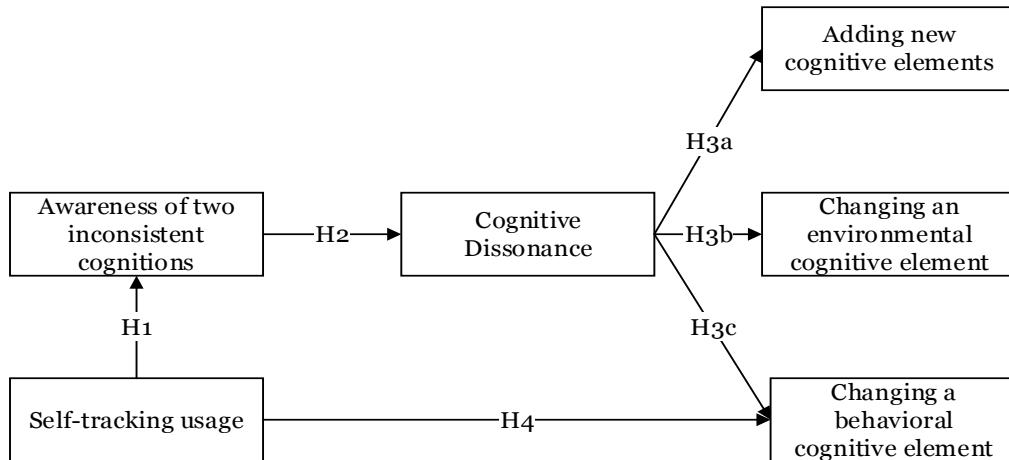 Adding new
cognitive elements
H3a
Awareness of two
inconsistent
cognitions
H2
Cognitive
Dissonance
H3b
Changing an
environmental
cognitive element
H1
H3c
Self-tracking usage
H4
Changing a
behavioral
cognitive element